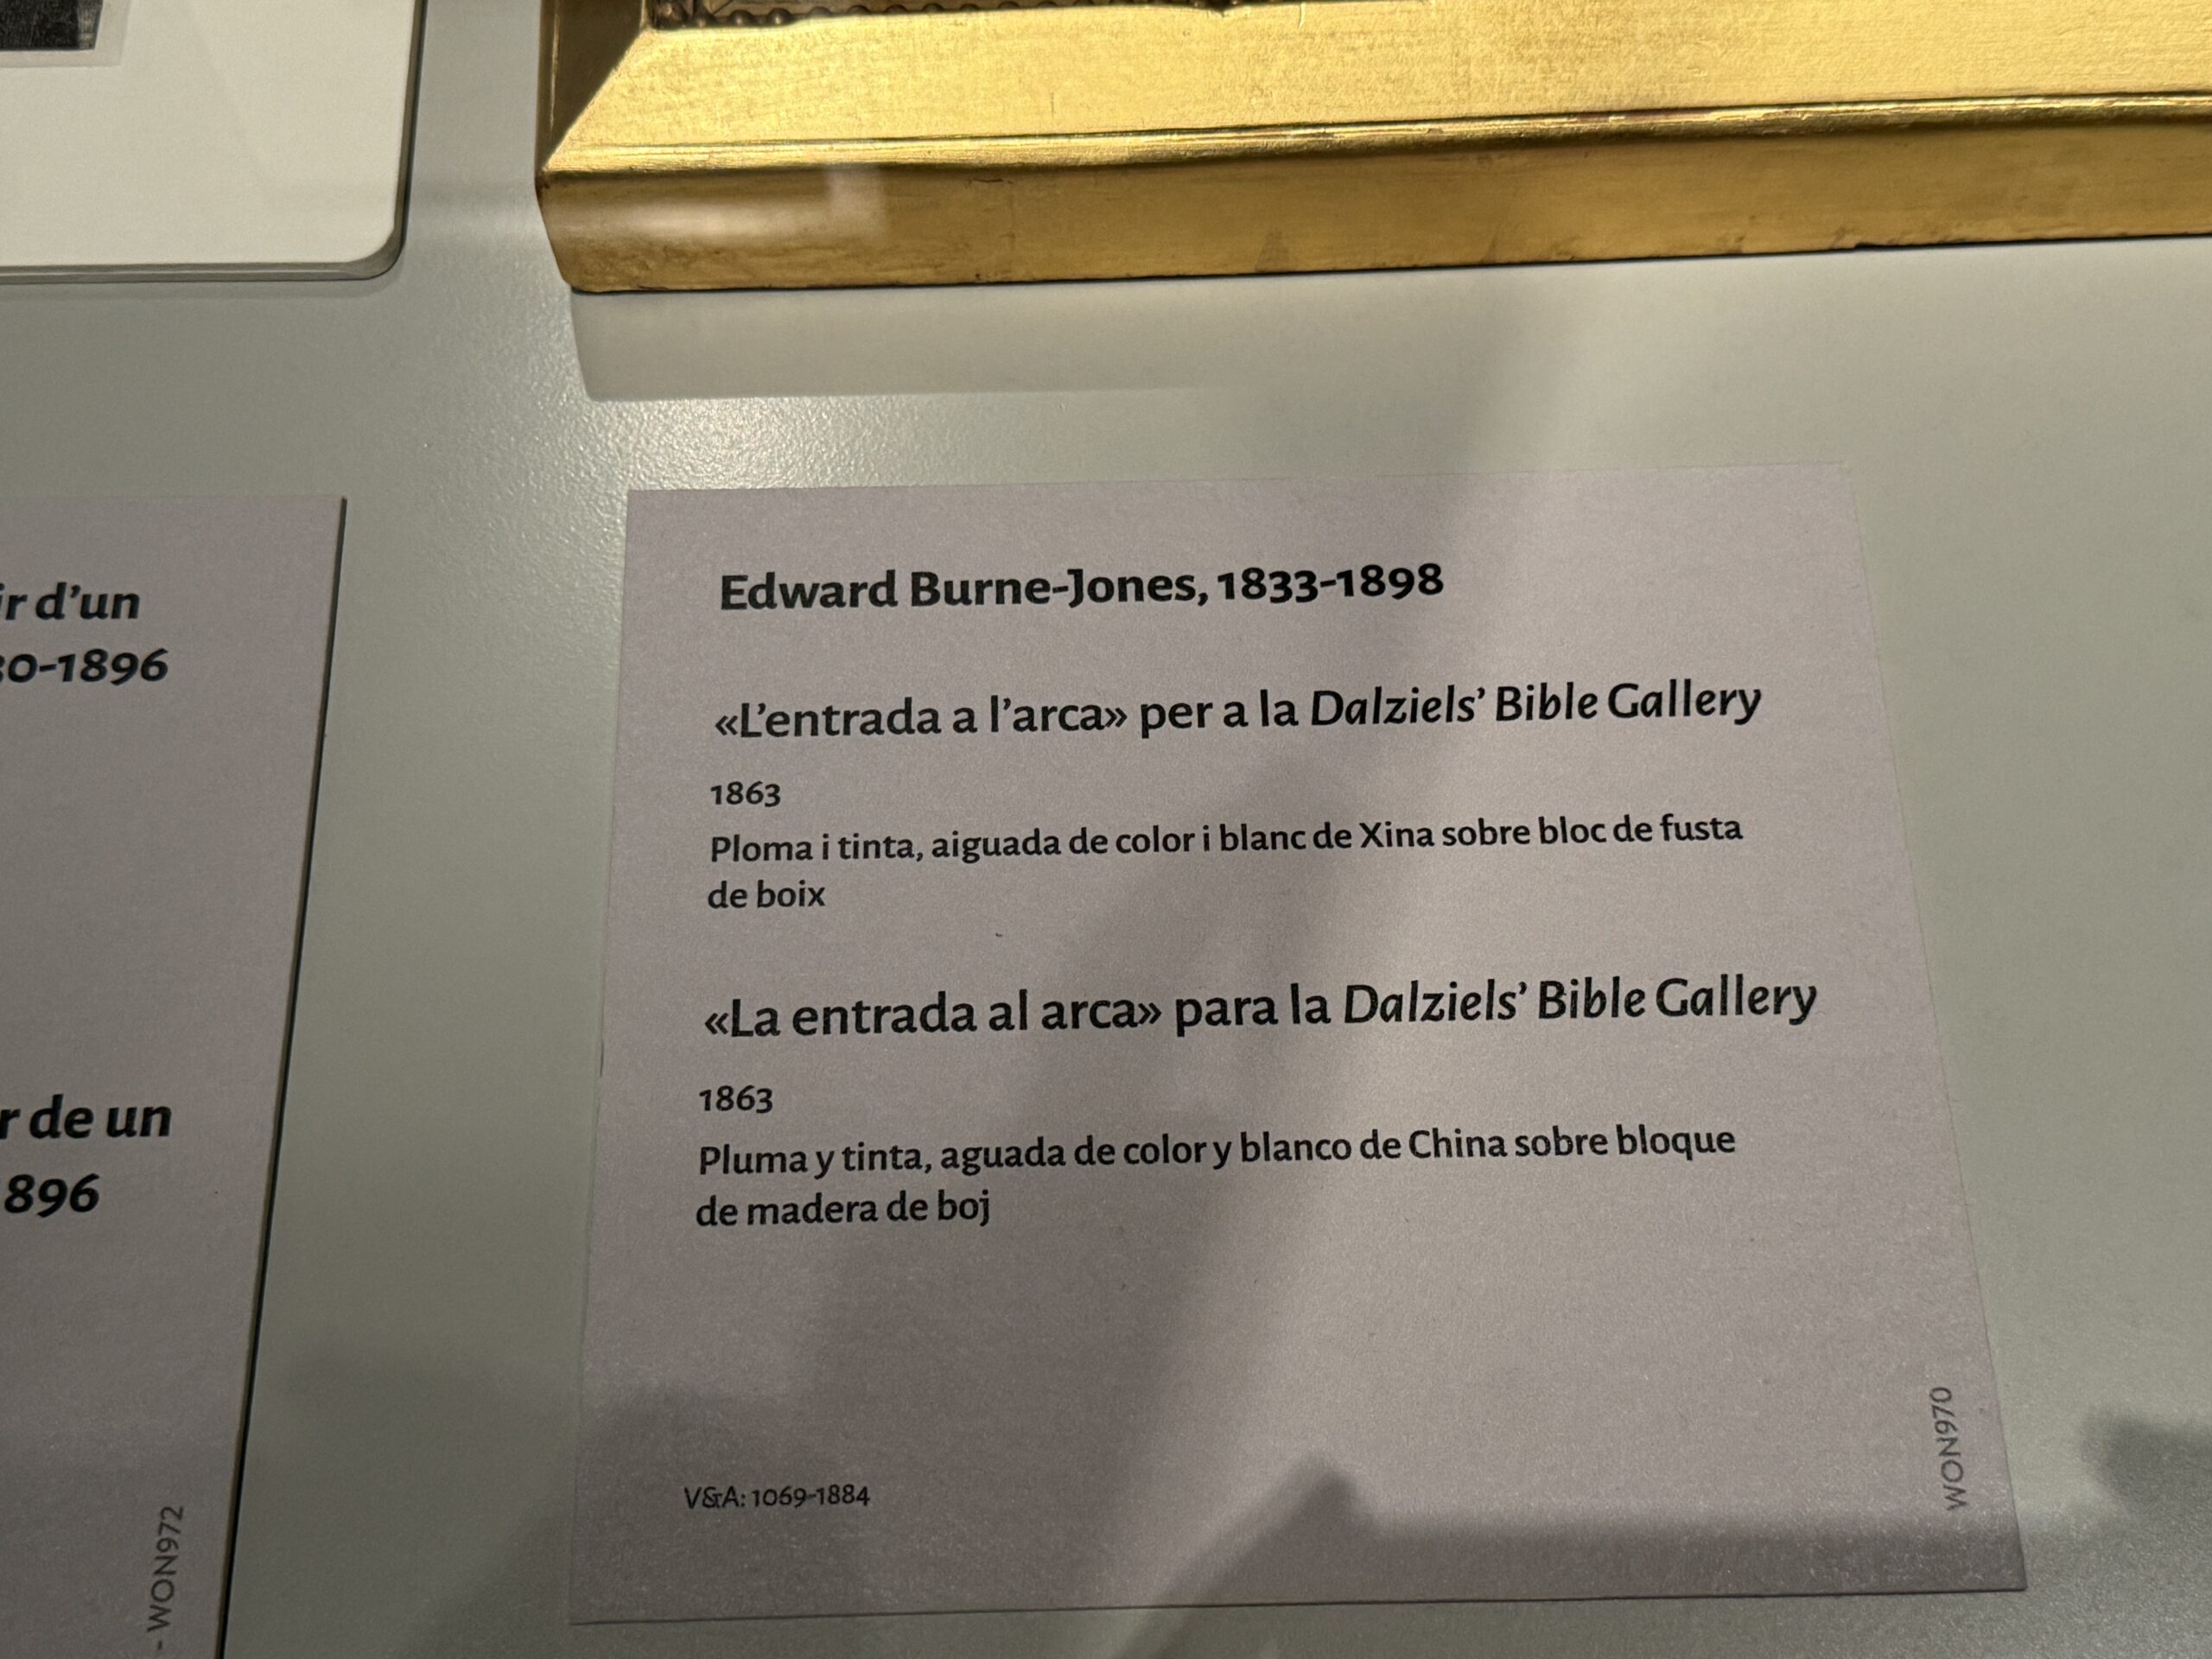 ir d'un
30-1896
r de un
896
- WON972
Edward Burne-Jones, 1833-1898
«L'entrada a l'arca» per a la Dalziels' Bible Gallery
1863
Ploma i tinta, aiguada de color i blanc de Xina sobre bloc de fusta
de boix
«La entrada al arca» para la Dalziels' Bible Gallery
1863
Pluma y tinta, aguada de color y blanco de China sobre bloque
de madera de boj
V&A: 1069-1884
WON970